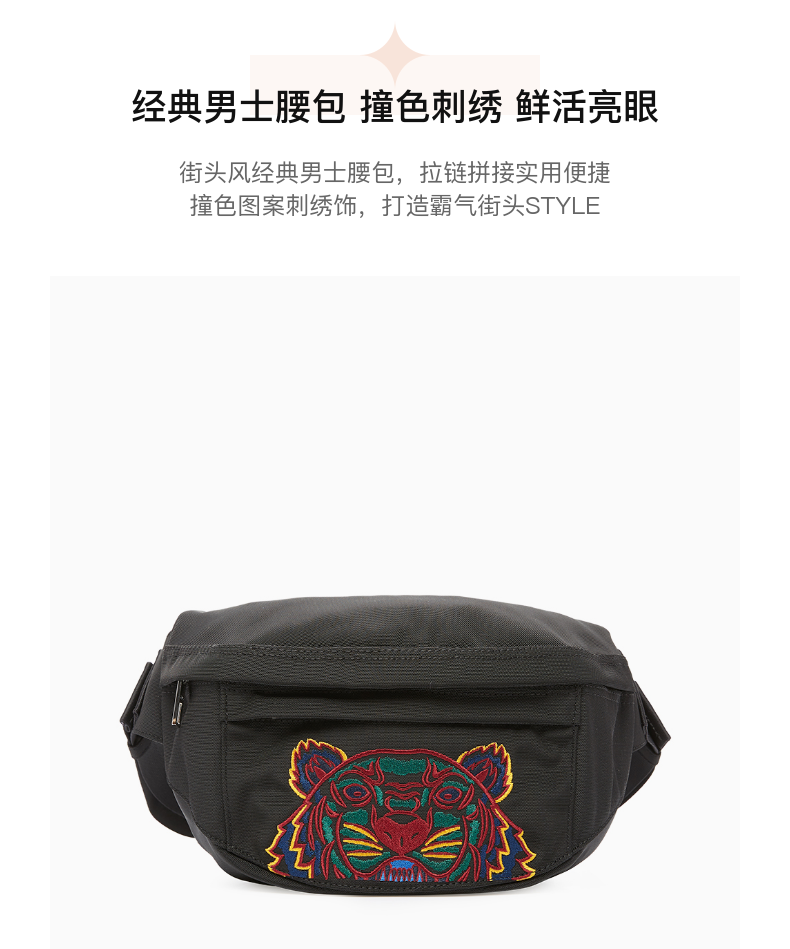 经典男士腰包 撞色刺绣 鲜活亮眼
街头风经典男士腰包，拉链拼接实用便捷
撞色图案刺绣饰，打造霸气街头STYLE